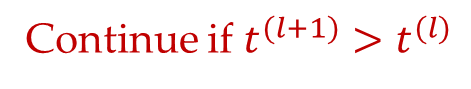 Continue if $t^{(l+1)} > t^{(l)}$